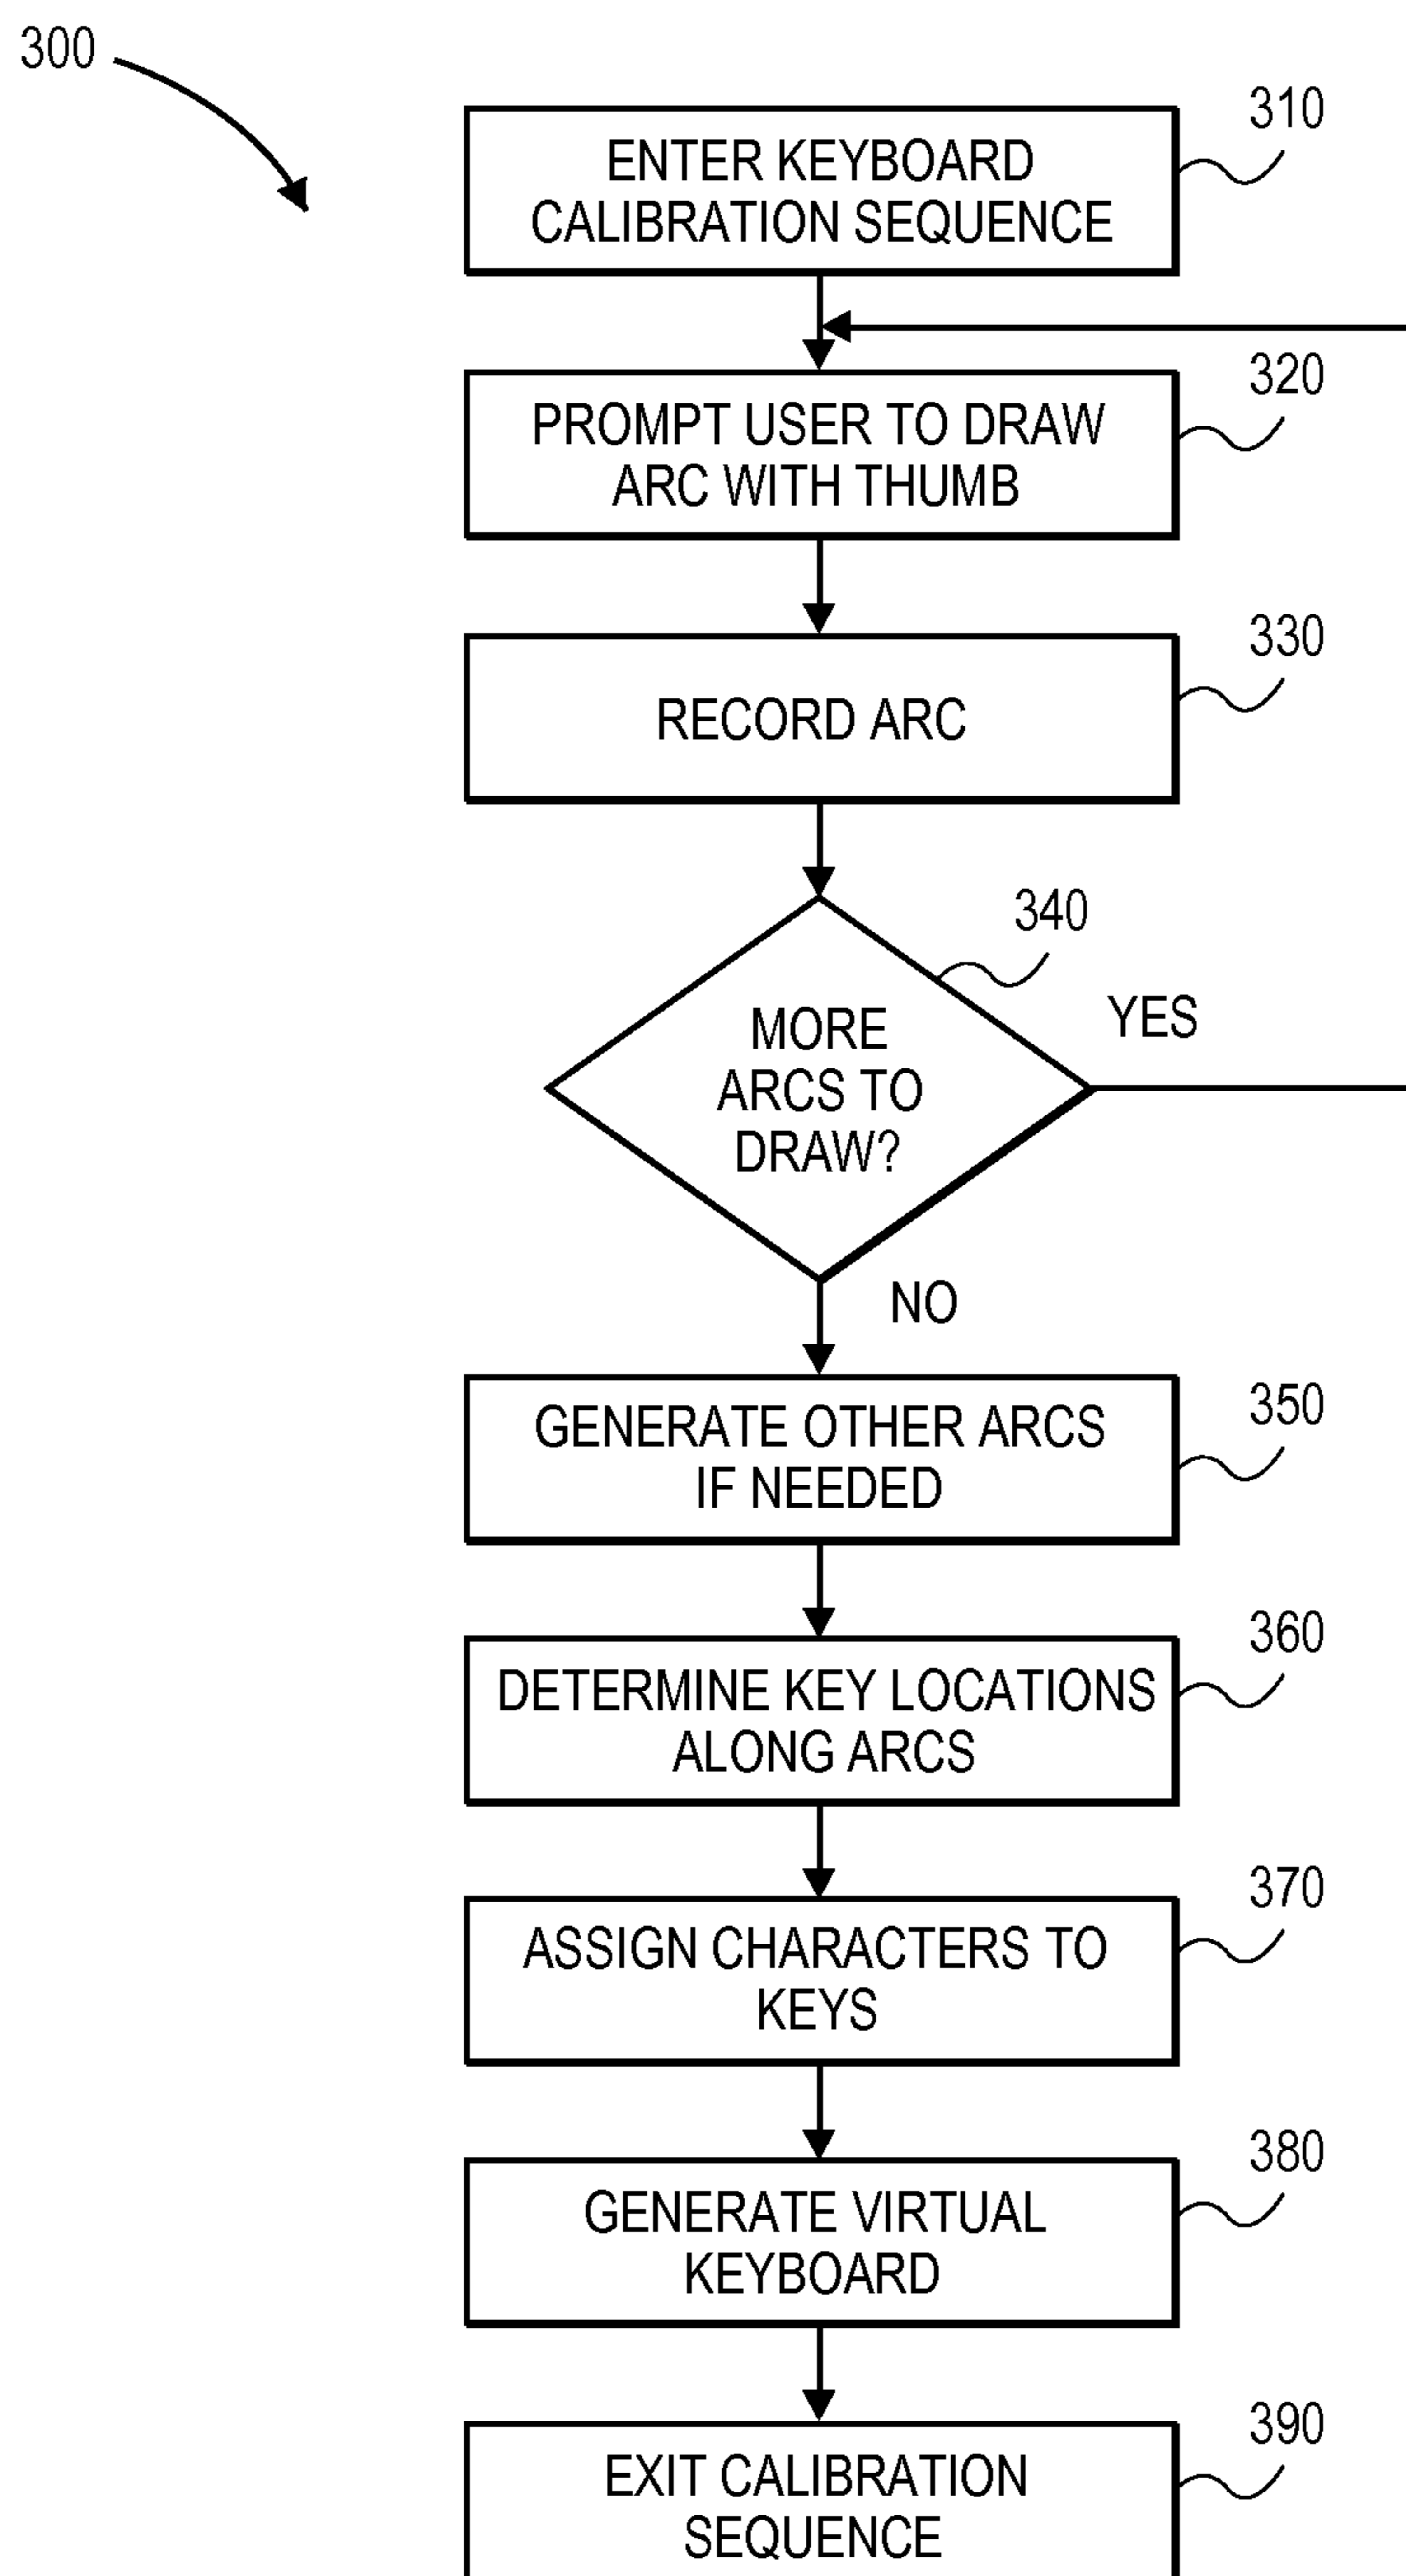 300
310
ENTER KEYBOARD
CALIBRATION SEQUENCE
320
PROMPT USER TO DRAW
ARC WITH THUMB
330
RECORD ARC
340
MORE
ARCS TO
DRAW?
YES
NO
350
GENERATE OTHER ARCS
IF NEEDED
360
DETERMINE KEY LOCATIONS
ALONG ARCS
370
ASSIGN CHARACTERS TO
KEYS
380
GENERATE VIRTUAL
KEYBOARD
390
EXIT CALIBRATION
SEQUENCE